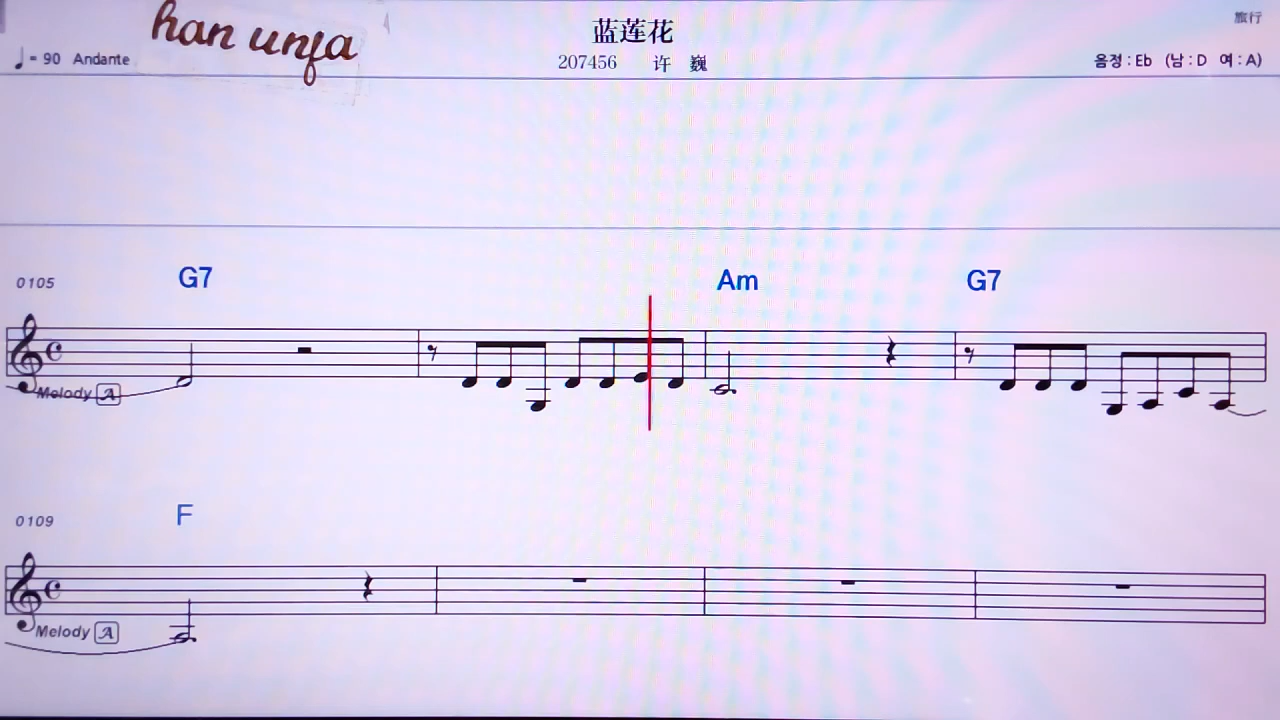 han unja
蓝莲花
旅行
♩= 90 Andante
207456 许 巍
음정 : Eb (남 : D 여 : A)
0105
G7 Am G7
Melody A
0109
F
Melody A